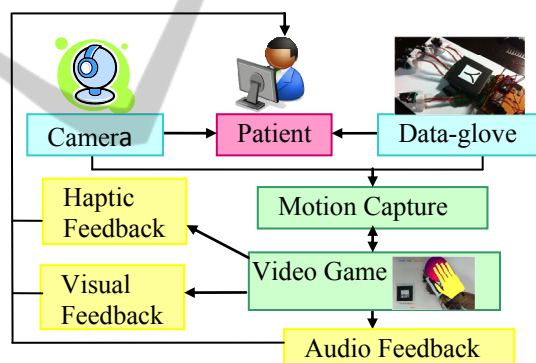 Camera
Patient
Data-glove
Haptic
Feedback
Motion Capture
Visual
Feedback
Video Game
Audio Feedback